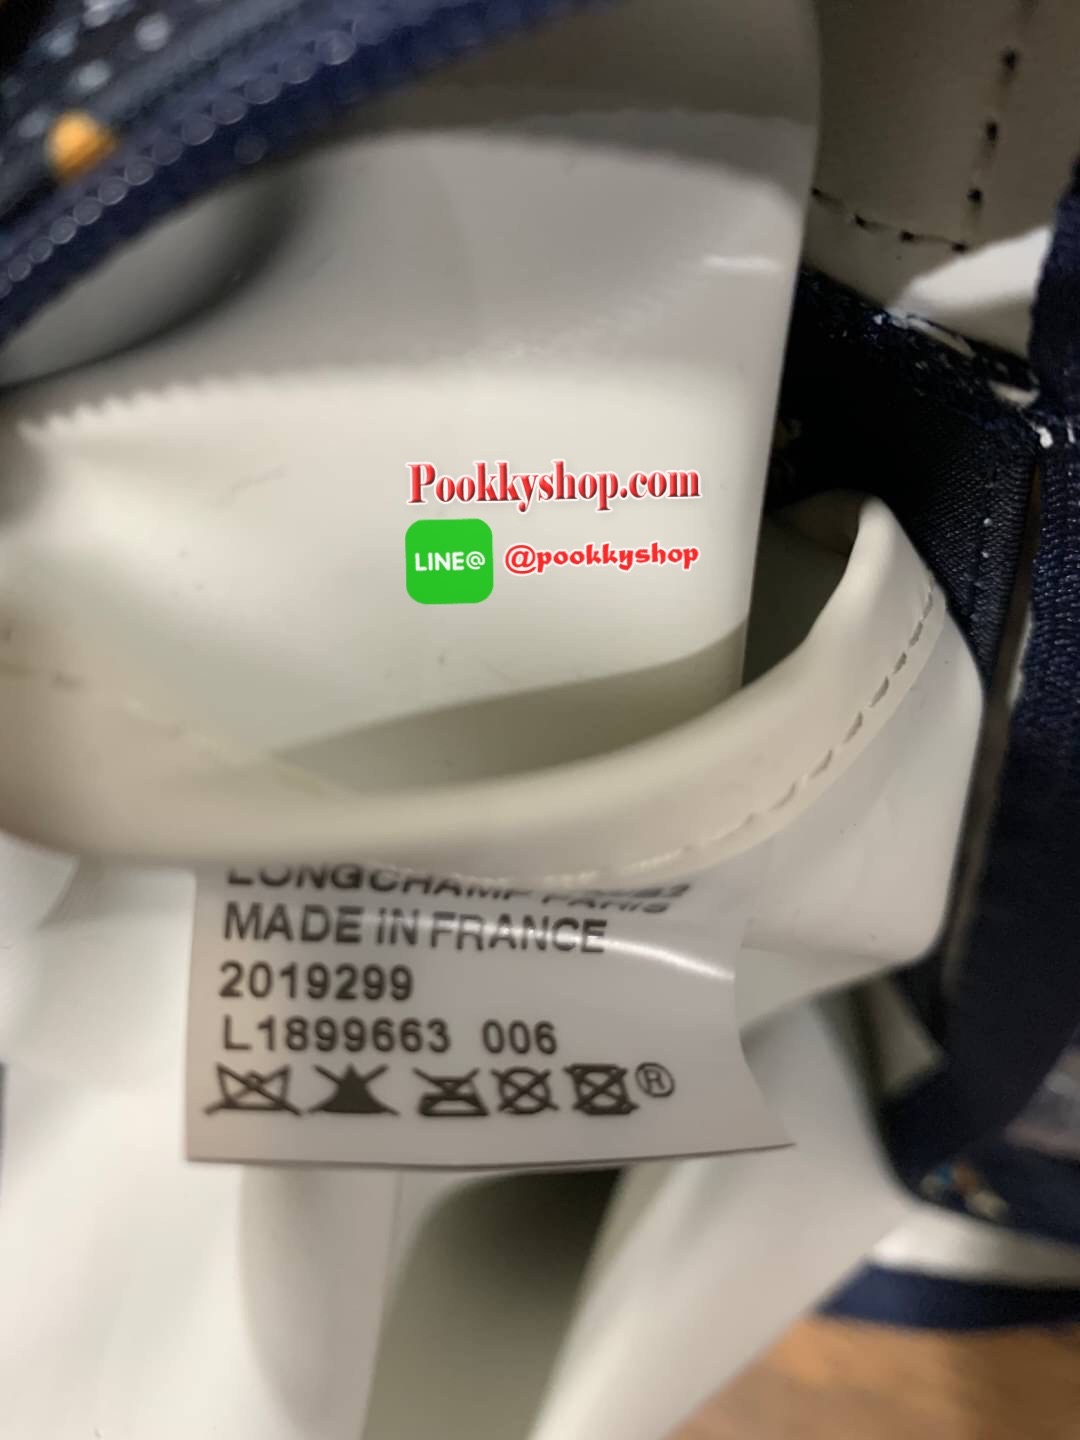 Pookkyshop.com
LINE@ @pookkyshop
LONGCHAMP PARIS
MADE IN FRANCE
2019299
L1899663 006
®